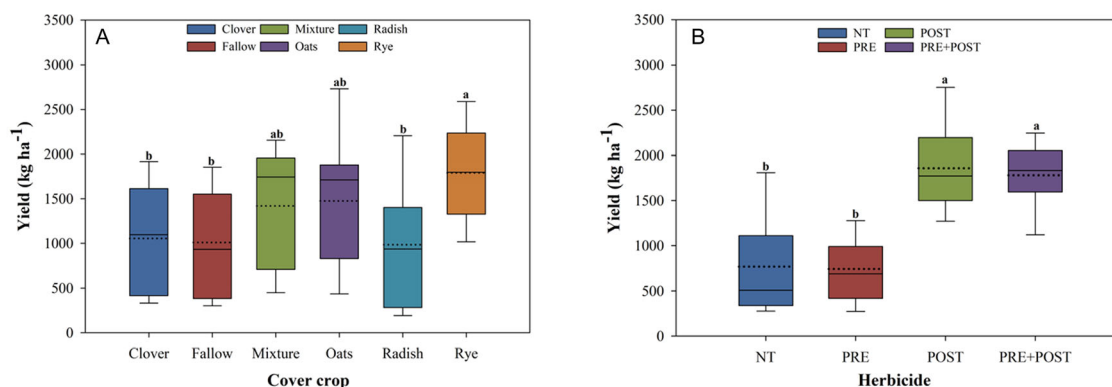 A
Clover Mixture Radish
Fallow Oats Rye
3500
3000
2500
2000
1500
1000
500
0
Yield (kg ha-1)
b b ab ab b a
Clover Fallow Mixture Oats Radish Rye
Cover crop
B
NT POST
PRE PRE+POST
3500
3000
2500
2000
1500
1000
500
0
Yield (kg ha-1)
b b a a
NT PRE POST PRE+POST
Herbicide